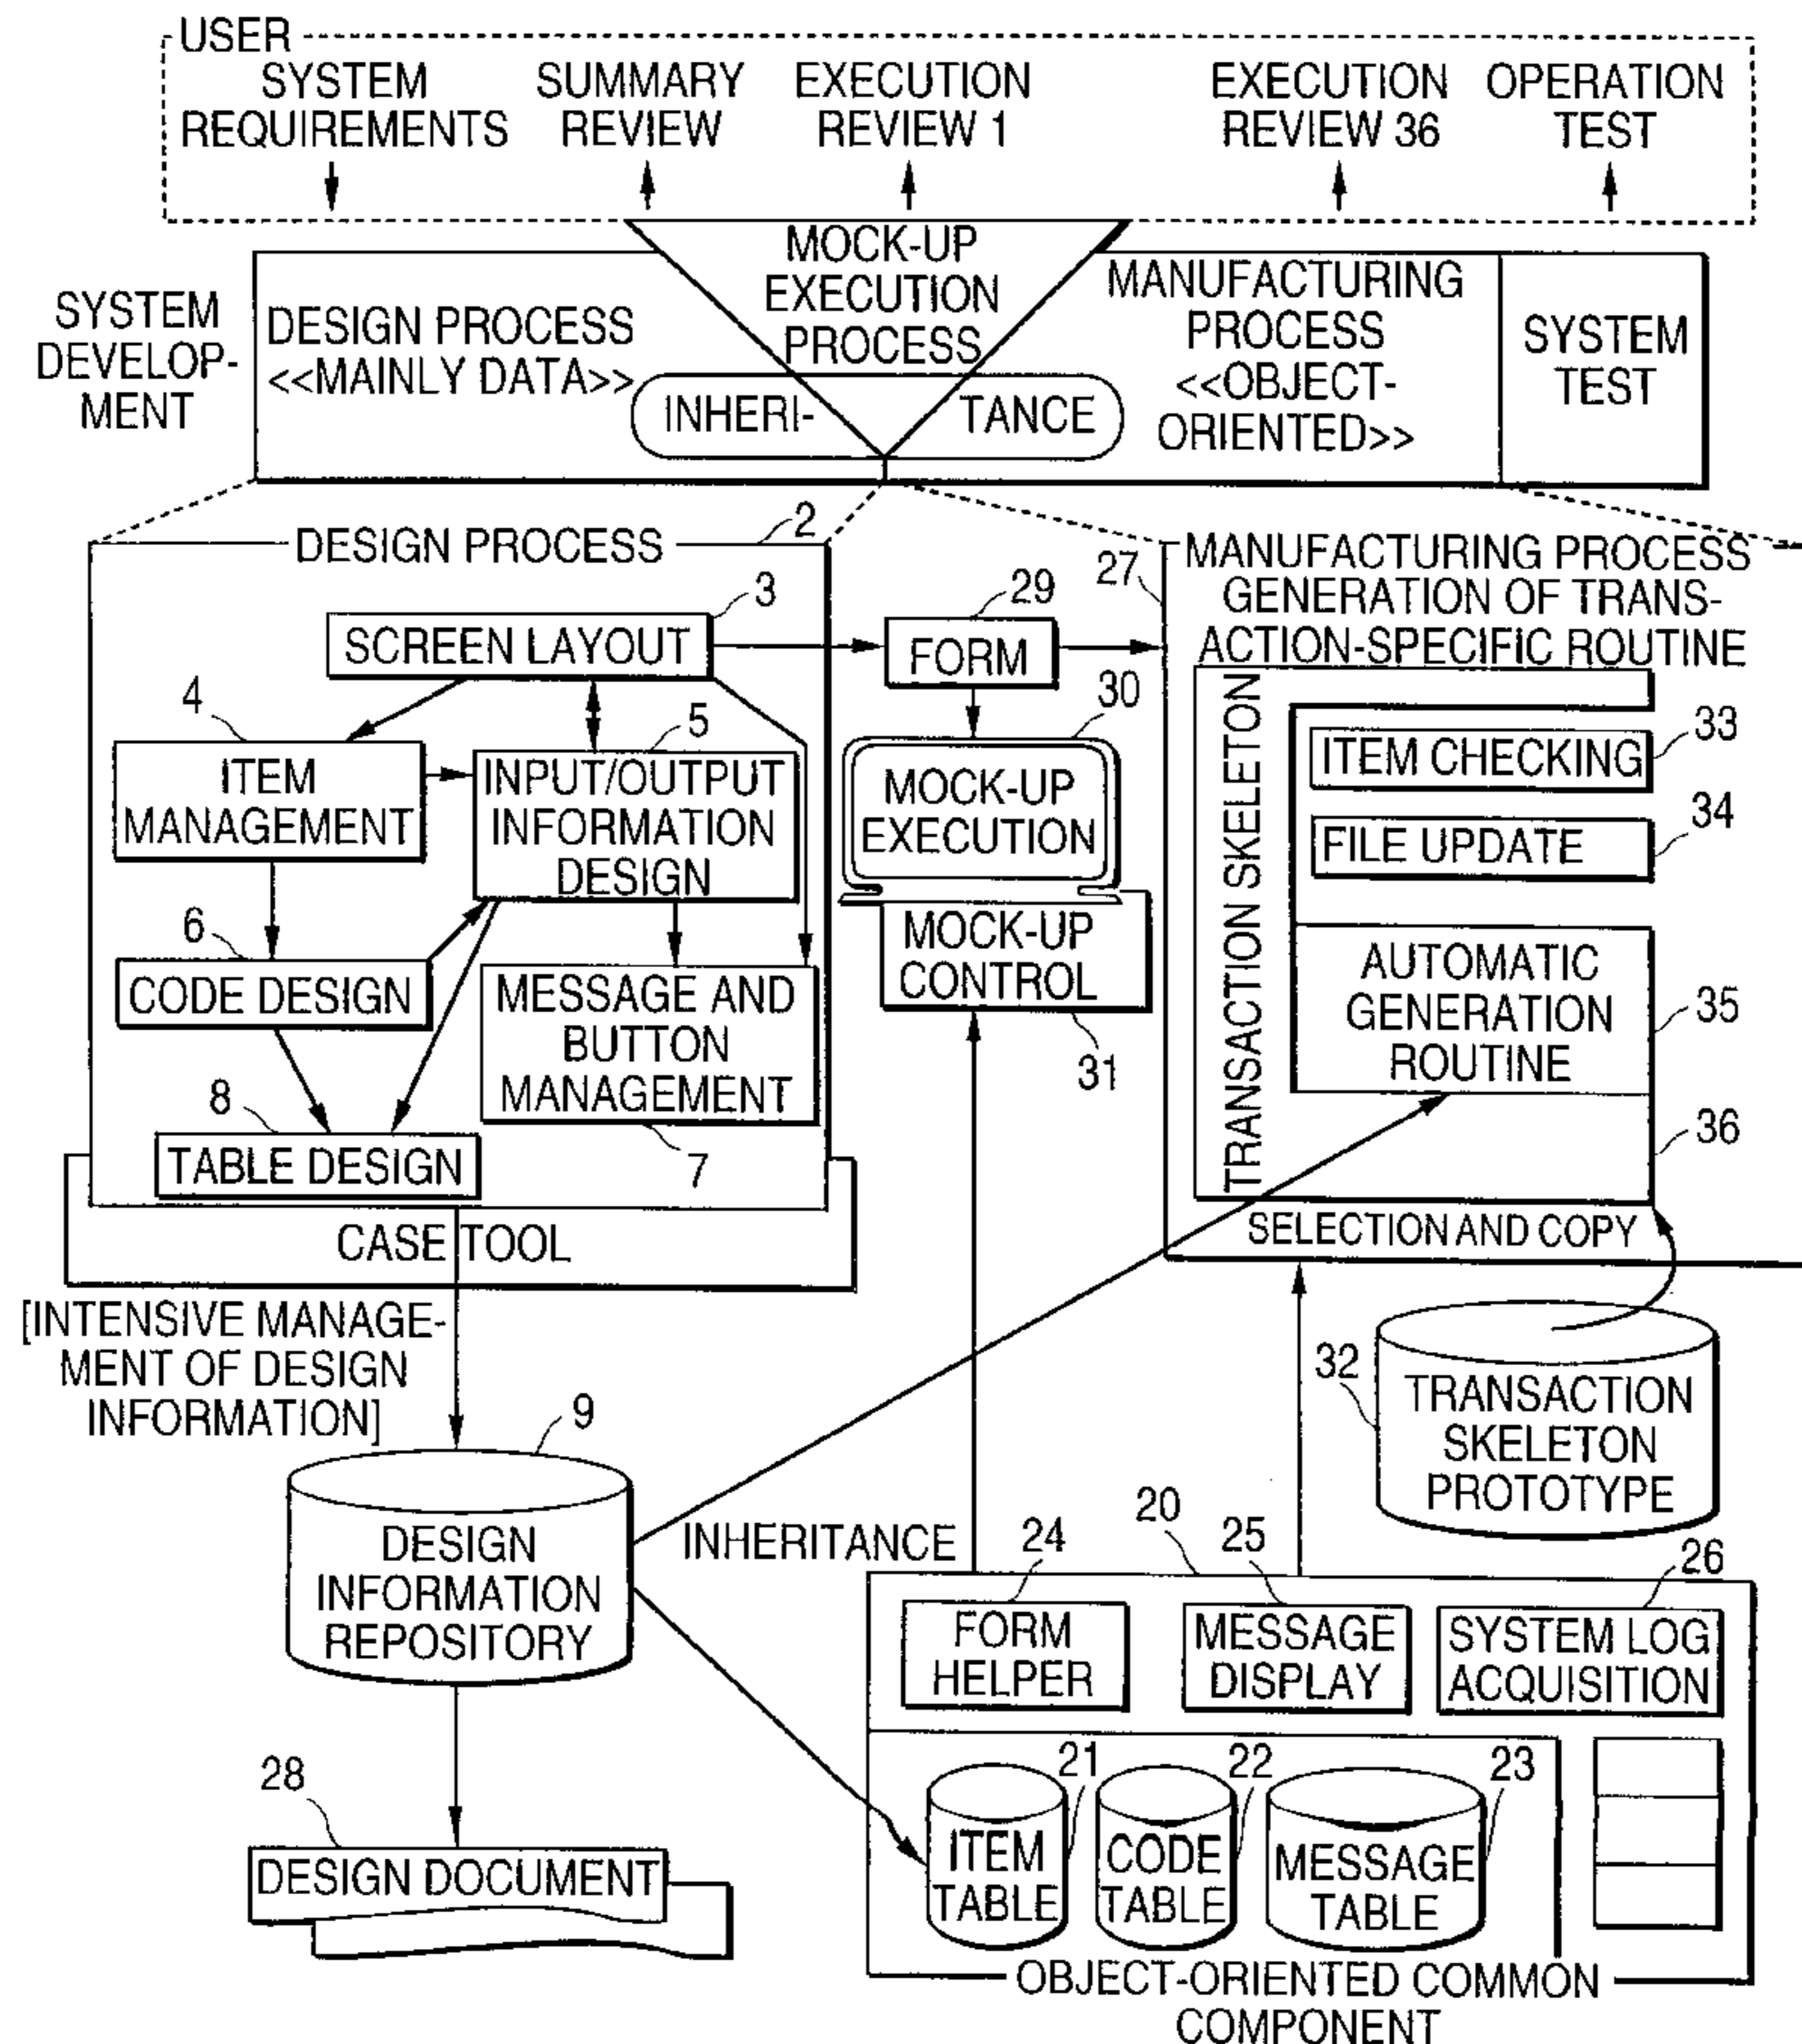 USER
SYSTEM
REQUIREMENTS
SUMMARY
REVIEW
EXECUTION
REVIEW 1
EXECUTION
REVIEW 36
OPERATION
TEST
SYSTEM
DEVELOP-
MENT
DESIGN PROCESS
<<MAINLY DATA>>
MOCK-UP
EXECUTION
PROCESS
INHERI-
TANCE
MANUFACTURING
PROCESS
<<OBJECT-
ORIENTED>>
SYSTEM
TEST
DESIGN PROCESS
2
3
SCREEN LAYOUT
4
ITEM
MANAGEMENT
5
INPUT/OUTPUT
INFORMATION
DESIGN
6
CODE DESIGN
MESSAGE AND
BUTTON
MANAGEMENT
7
8
TABLE DESIGN
CASE TOOL
29
FORM
30
MOCK-UP
EXECUTION
MOCK-UP
CONTROL
31
27
MANUFACTURING PROCESS
GENERATION OF TRANS-
ACTION-SPECIFIC ROUTINE
TRANSACTION SKELETON
ITEM CHECKING
33
FILE UPDATE
34
AUTOMATIC
GENERATION
ROUTINE
35
36
SELECTION AND COPY
[INTENSIVE MANAGE-
MENT OF DESIGN
INFORMATION]
9
DESIGN
INFORMATION
REPOSITORY
INHERITANCE
32
TRANSACTION
SKELETON
PROTOTYPE
20
24
FORM
HELPER
25
MESSAGE
DISPLAY
26
SYSTEM LOG
ACQUISITION
28
DESIGN DOCUMENT
21
ITEM
TABLE
22
CODE
TABLE
23
MESSAGE
TABLE
OBJECT-ORIENTED COMMON
COMPONENT